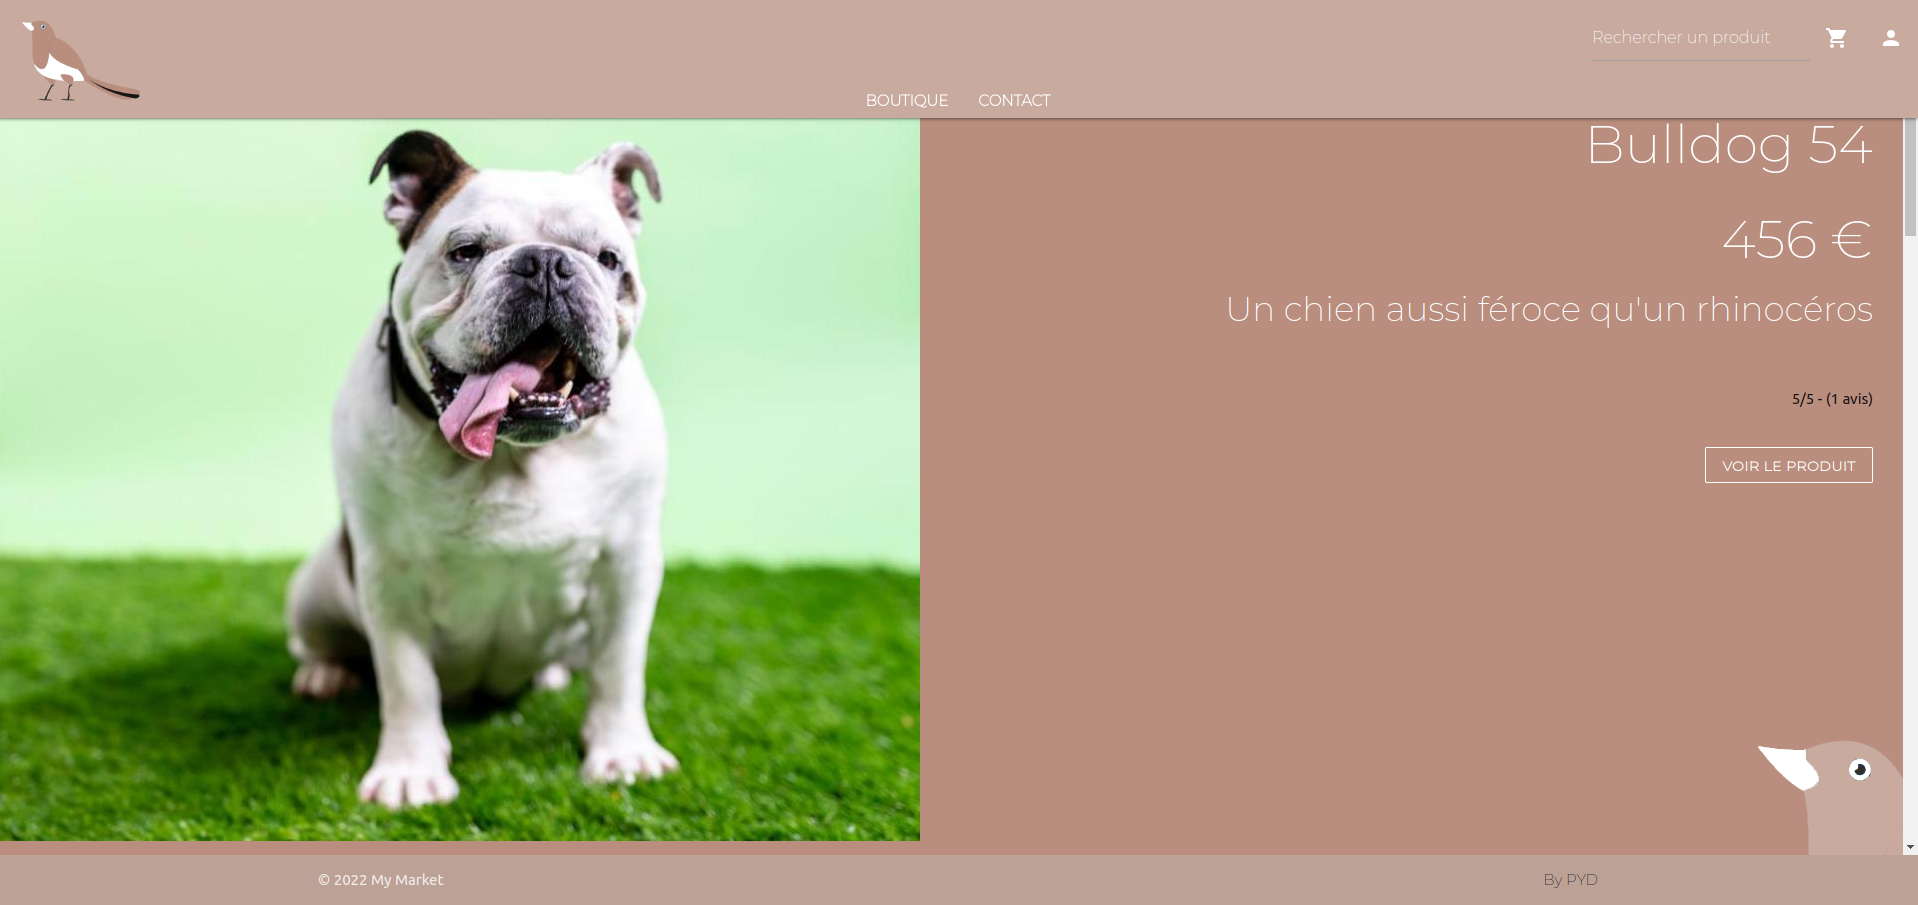 Rechercher un produit
BOUTIQUE CONTACT
Bulldog 54
456 €
Un chien aussi féroce qu'un rhinocéros
5/5 - (1 avis)
VOIR LE PRODUIT
© 2022 My Market
By PYD